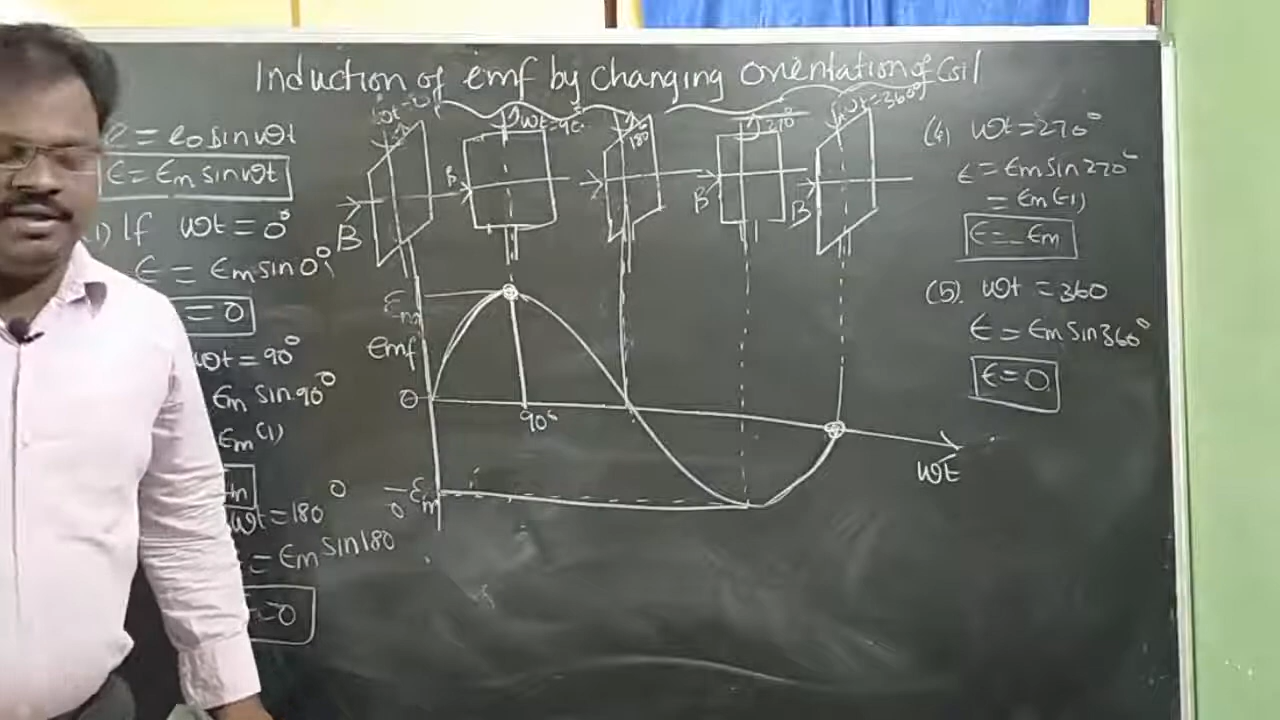 Induction of emf by changing orientation of coil
e = e₀ sin ωt
ϵ = ϵm sin ωt
1) If ωt = 0°
ϵ = ϵm sin 0°
= 0
ωt = 90°
ϵm sin 90°
ϵm (1)
ωt = 180°
= ϵm sin 180
= 0
ωt = 90°
180°
270°
ωt = 360°
B
B
B
B
ϵm
emf
0
90°
ωt
(4) ωt = 270°
ϵ = ϵm sin 270°
= ϵm (-1)
ϵ = -ϵm
(5). ωt = 360
ϵ = ϵm sin 360°
ϵ = 0